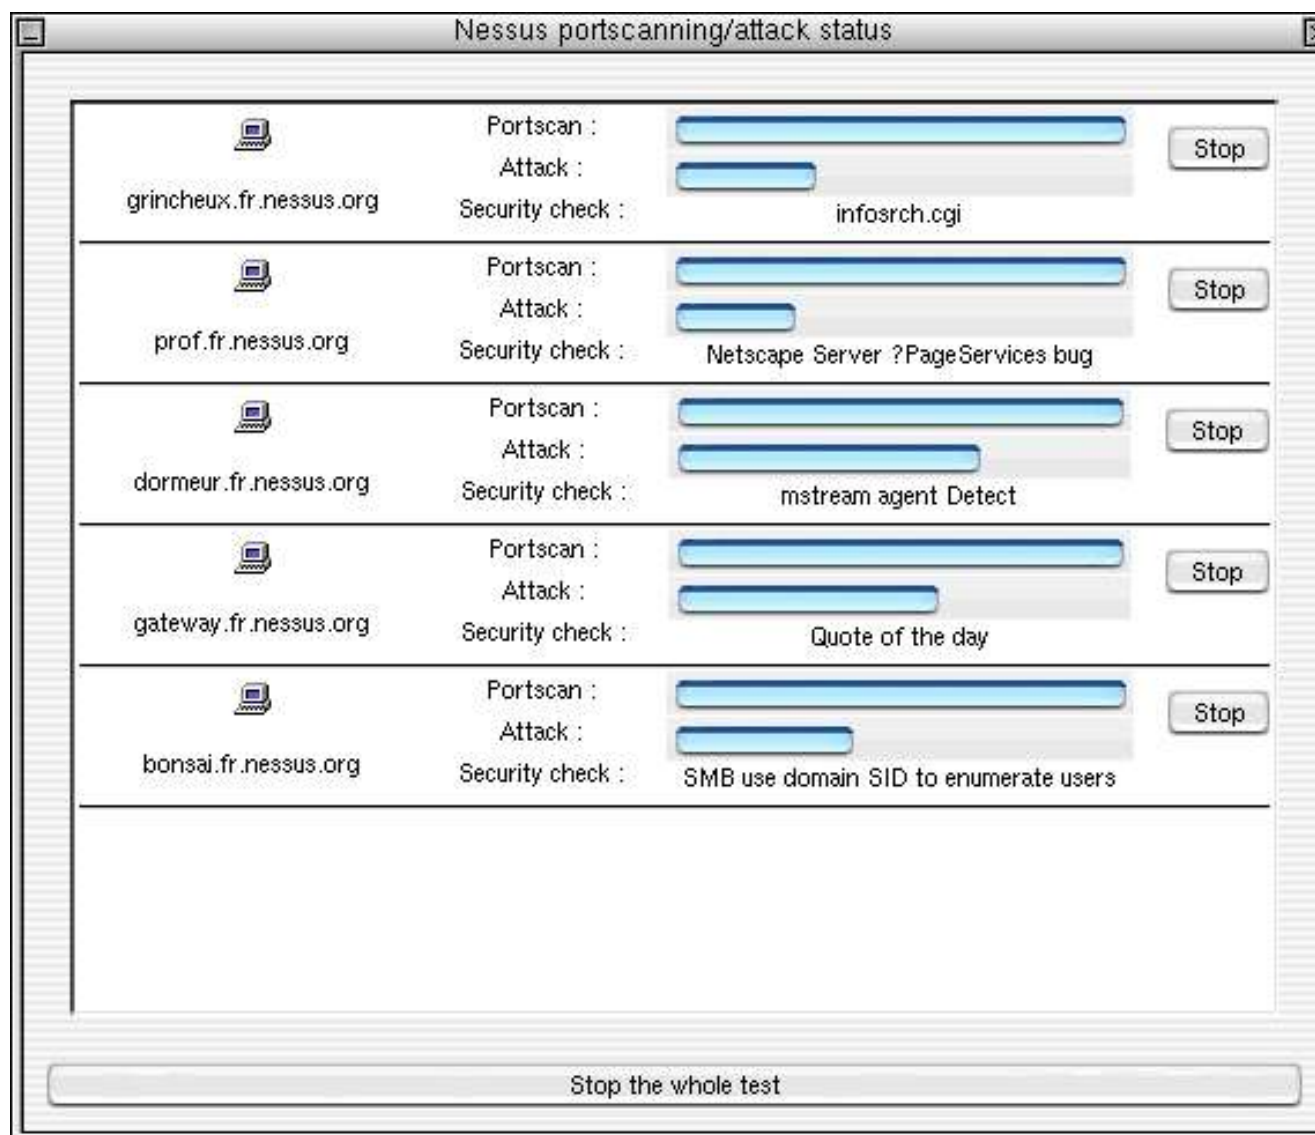 Nessus portscanning/attack status
Portscan :
Attack :
Stop
grincheux.fr.nessus.org
Security check :
infosrch.cgi
Portscan :
Attack :
Stop
prof.fr.nessus.org
Security check :
Netscape Server ?PageServices bug
Portscan :
Attack :
Stop
dormeur.fr.nessus.org
Security check :
mstream agent Detect
Portscan :
Attack :
Stop
gateway.fr.nessus.org
Security check :
Quote of the day
Portscan :
Attack :
Stop
bonsai.fr.nessus.org
Security check :
SMB use domain SID to enumerate users
Stop the whole test